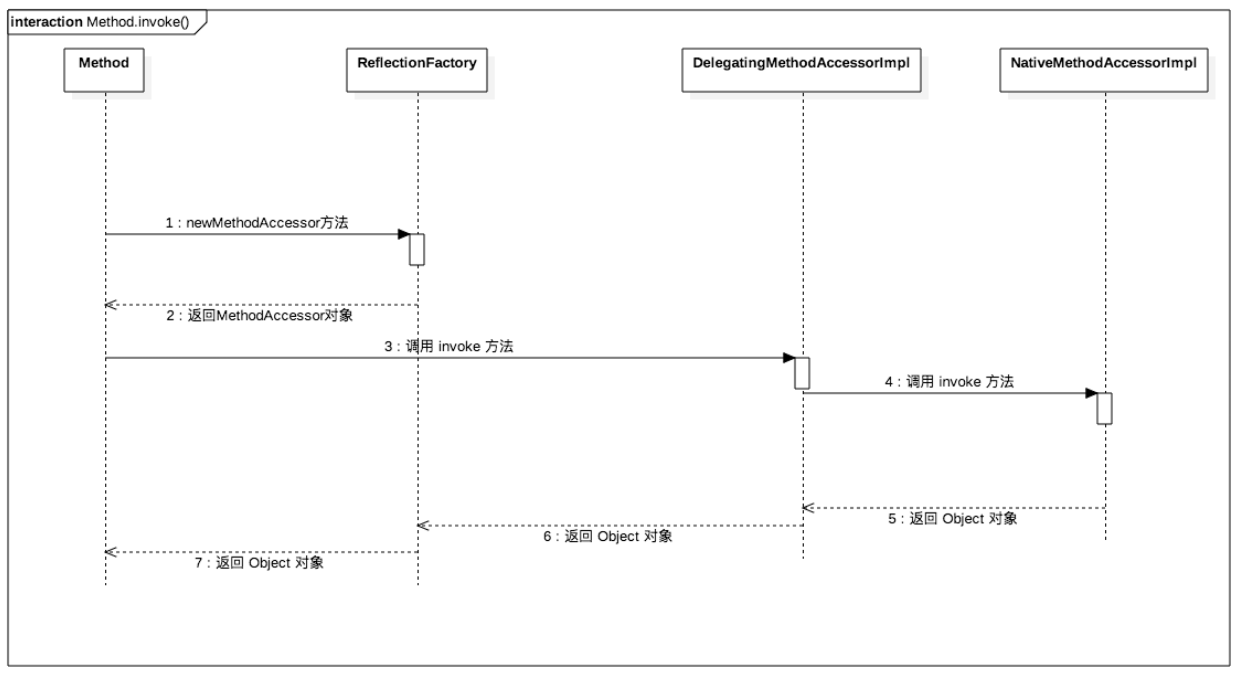 interaction Method.invoke()
Method
ReflectionFactory
DelegatingMethodAccessorImpl
NativeMethodAccessorImpl
1 : newMethodAccessor方法
2 : 返回MethodAccessor对象
3 : 调用 invoke 方法
4 : 调用 invoke 方法
5 : 返回 Object 对象
6 : 返回 Object 对象
7 : 返回 Object 对象